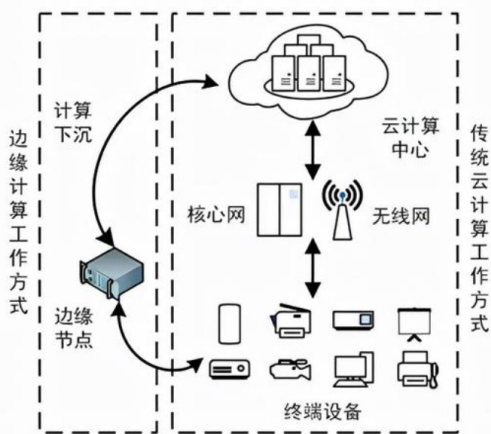 计算
下沉
云计算
中心
边缘计算工作方式
传统云计算工作方式
核心网
无线网
边缘
节点
终端设备